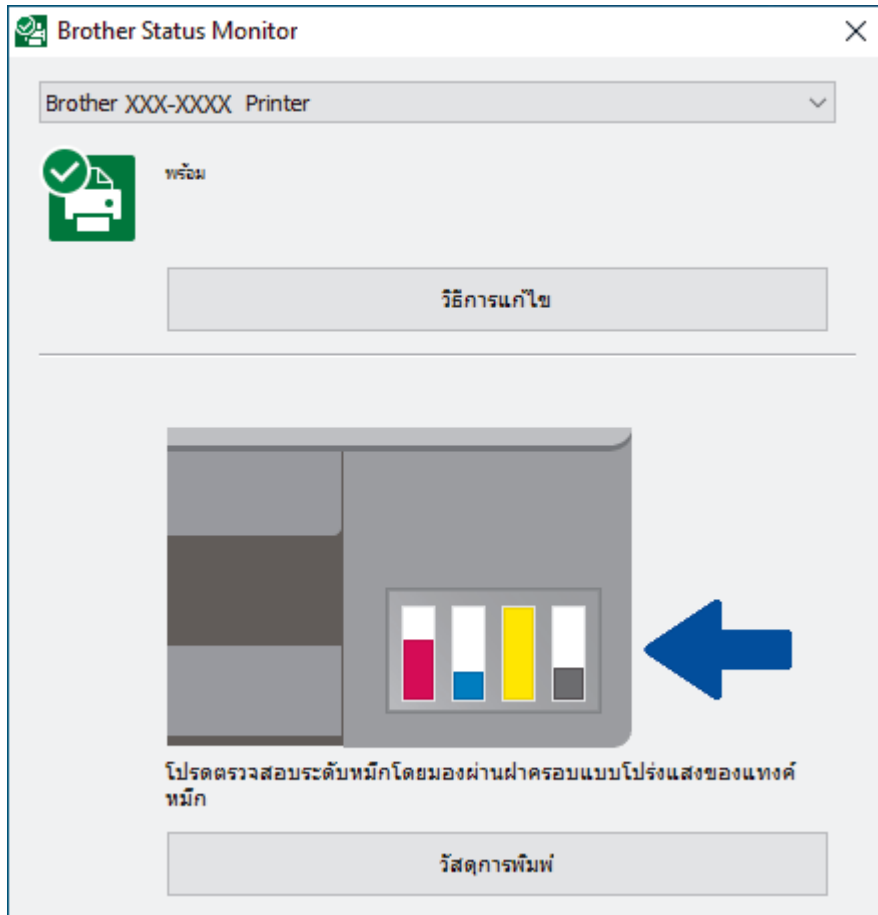 Brother Status Monitor
Brother XXX-XXXX Printer
พร้อม
วิธีการแก้ไข
โปรดตรวจสอบระดับหมึกโดยมองผ่านฝาครอบแบบโปร่งแสงของแทงค์
หมึก
วัสดุการพิมพ์